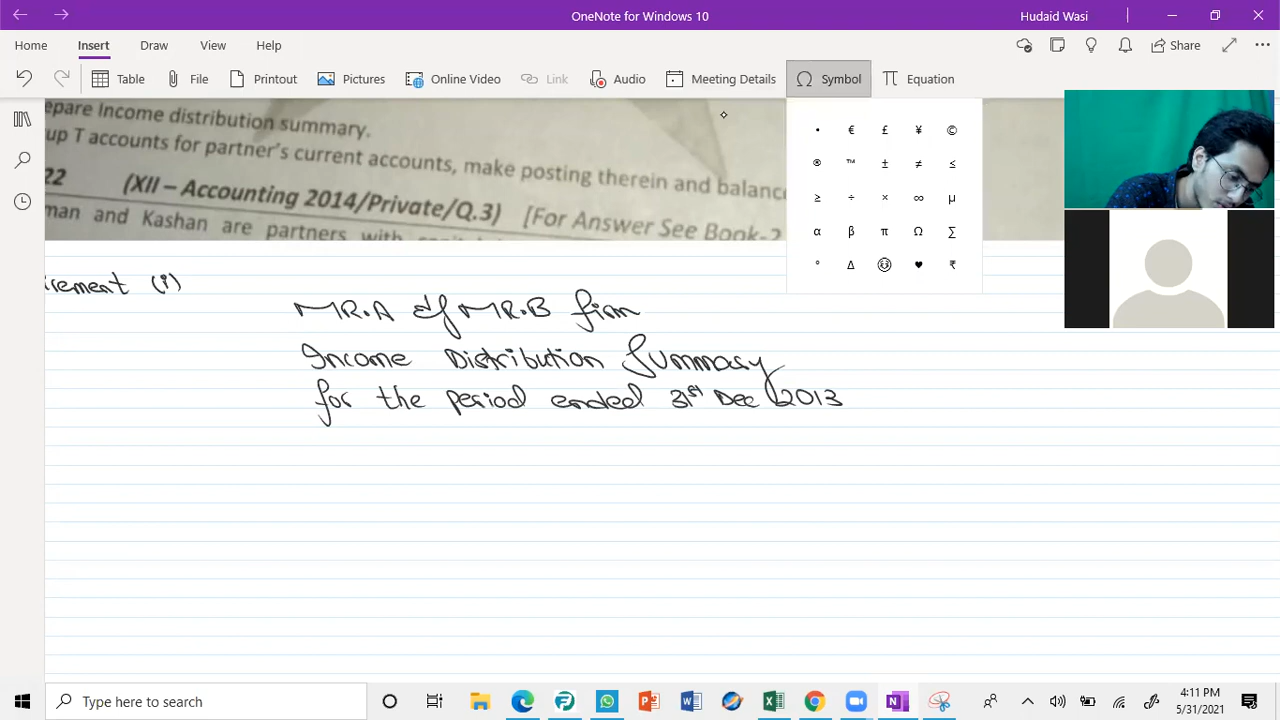 OneNote for Windows 10
Hudaid Wasi
Home Insert Draw View Help
Share
Table File Printout Pictures Online Video Link Audio Meeting Details Symbol Equation
epare Income distribution summary.
up T accounts for partner's current accounts, make posting therein and balance
22 (XII – Accounting 2014/Private/Q.3) [For Answer See Book-2
man and Kashan are partners with
• € £ ¥ ©
® ™ ± ≠ ≤
≥ ÷ × ∞ µ
α β π Ω ∑
° Δ ♥ ₹
irement (i)
MR.A & MR.B firm
Income Distribution Summary
for the period ended 31st Dec 2013
Type here to search
4:11 PM
5/31/2021